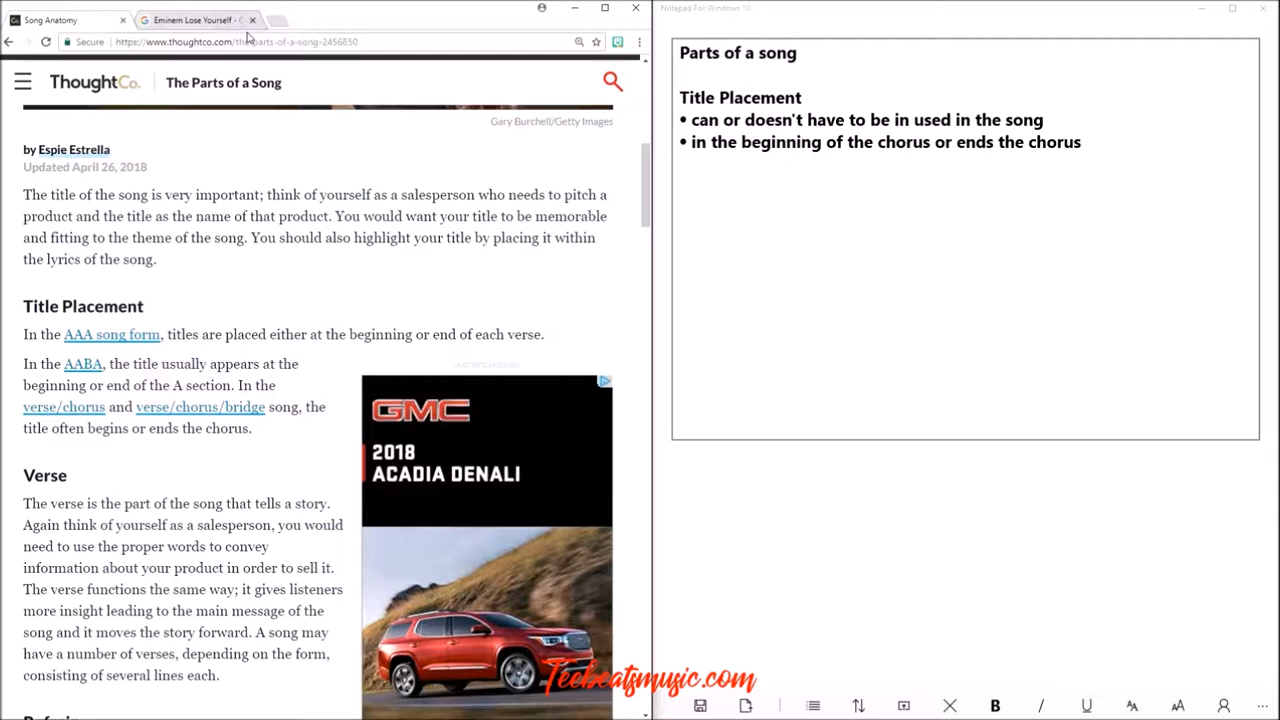 Song Anatomy
Eminem Lose Yourself -
Notepad For Windows 10
Secure
https://www.thoughtco.com/the-parts-of-a-song-2456850
ThoughtCo.
The Parts of a Song
Gary Burchell/Getty Images
by Espie Estrella
Updated April 26, 2018
The title of the song is very important; think of yourself as a salesperson who needs to pitch a
product and the title as the name of that product. You would want your title to be memorable
and fitting to the theme of the song. You should also highlight your title by placing it within
the lyrics of the song.
Title Placement
In the AAA song form, titles are placed either at the beginning or end of each verse.
In the AABA, the title usually appears at the
beginning or end of the A section. In the
verse/chorus and verse/chorus/bridge song, the
title often begins or ends the chorus.
Advertisement
GMC
2018
ACADIA DENALI
Verse
The verse is the part of the song that tells a story.
Again think of yourself as a salesperson, you would
need to use the proper words to convey
information about your product in order to sell it.
The verse functions the same way; it gives listeners
more insight leading to the main message of the
song and it moves the story forward. A song may
have a number of verses, depending on the form,
consisting of several lines each.
Parts of a song
Title Placement
• can or doesn't have to be in used in the song
• in the beginning of the chorus or ends the chorus
Teebeatsmusic.com
B
/
U